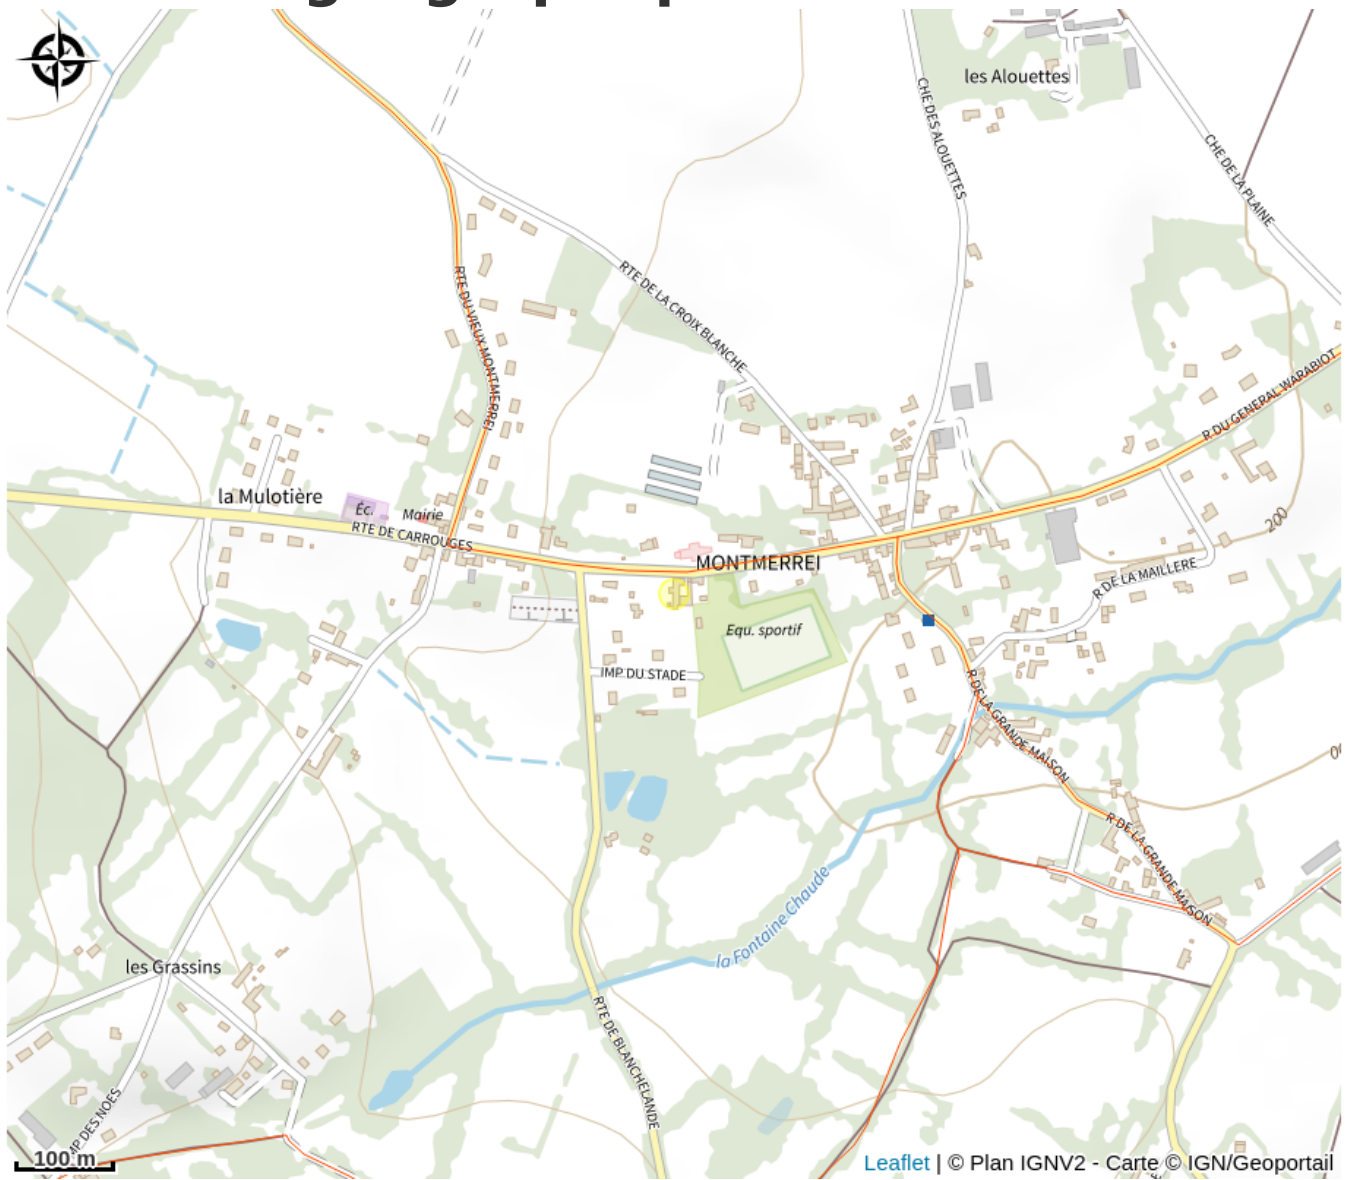 les Alouettes
CHE DES ALOUETTES
CHE DE LA PLAINE
RTE DU VIEUX MONTMERREI
RTE DE LA CROIX BLANCHE
R DU GENERAL WARABIOT
la Mulotière
Éc.
Mairie
RTE DE CARROUGES
200
MONTMERREI
R DE LA MAILLERE
Equ. sportif
IMP DU STADE
R DE LA GRANDE MAISON
R DE LA GRANDE MAISON
la Fontaine Chaude
les Grassins
RTE DE BLANCHELANDE
MP DES NOES
100 m
Leaflet | © Plan IGNV2 - Carte © IGN/Geoportail